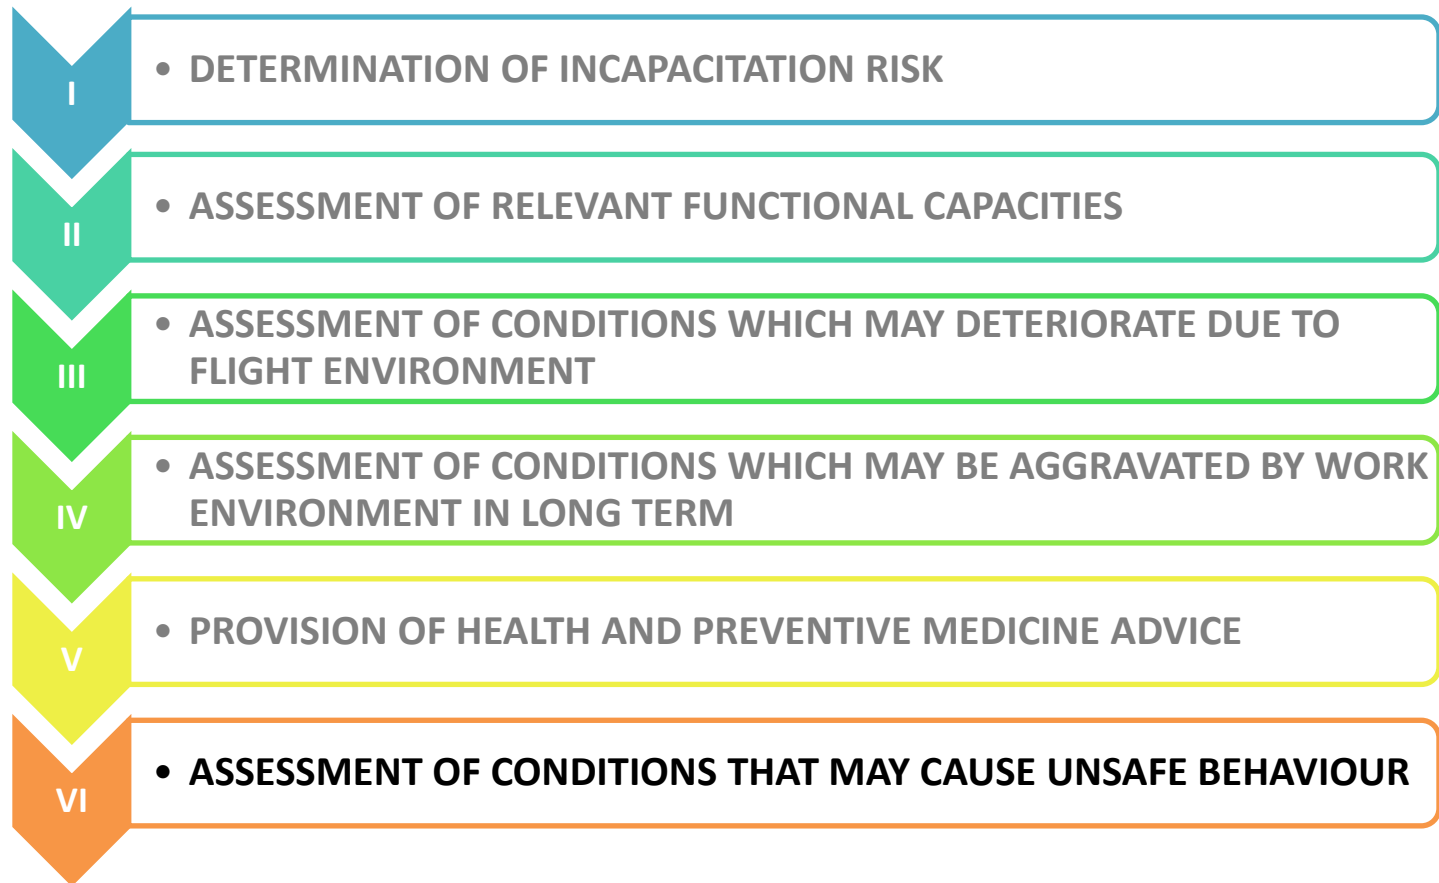 I
• DETERMINATION OF INCAPACITATION RISK
II
• ASSESSMENT OF RELEVANT FUNCTIONAL CAPACITIES
III
• ASSESSMENT OF CONDITIONS WHICH MAY DETERIORATE DUE TO
FLIGHT ENVIRONMENT
IV
• ASSESSMENT OF CONDITIONS WHICH MAY BE AGGRAVATED BY WORK
ENVIRONMENT IN LONG TERM
V
• PROVISION OF HEALTH AND PREVENTIVE MEDICINE ADVICE
VI
• ASSESSMENT OF CONDITIONS THAT MAY CAUSE UNSAFE BEHAVIOUR